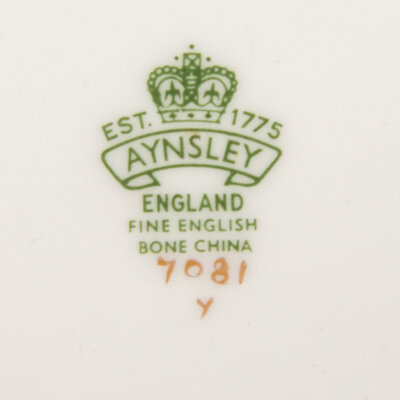 EST. 1775
AYNSLEY
ENGLAND
FINE ENGLISH
BONE CHINA
7081
Y